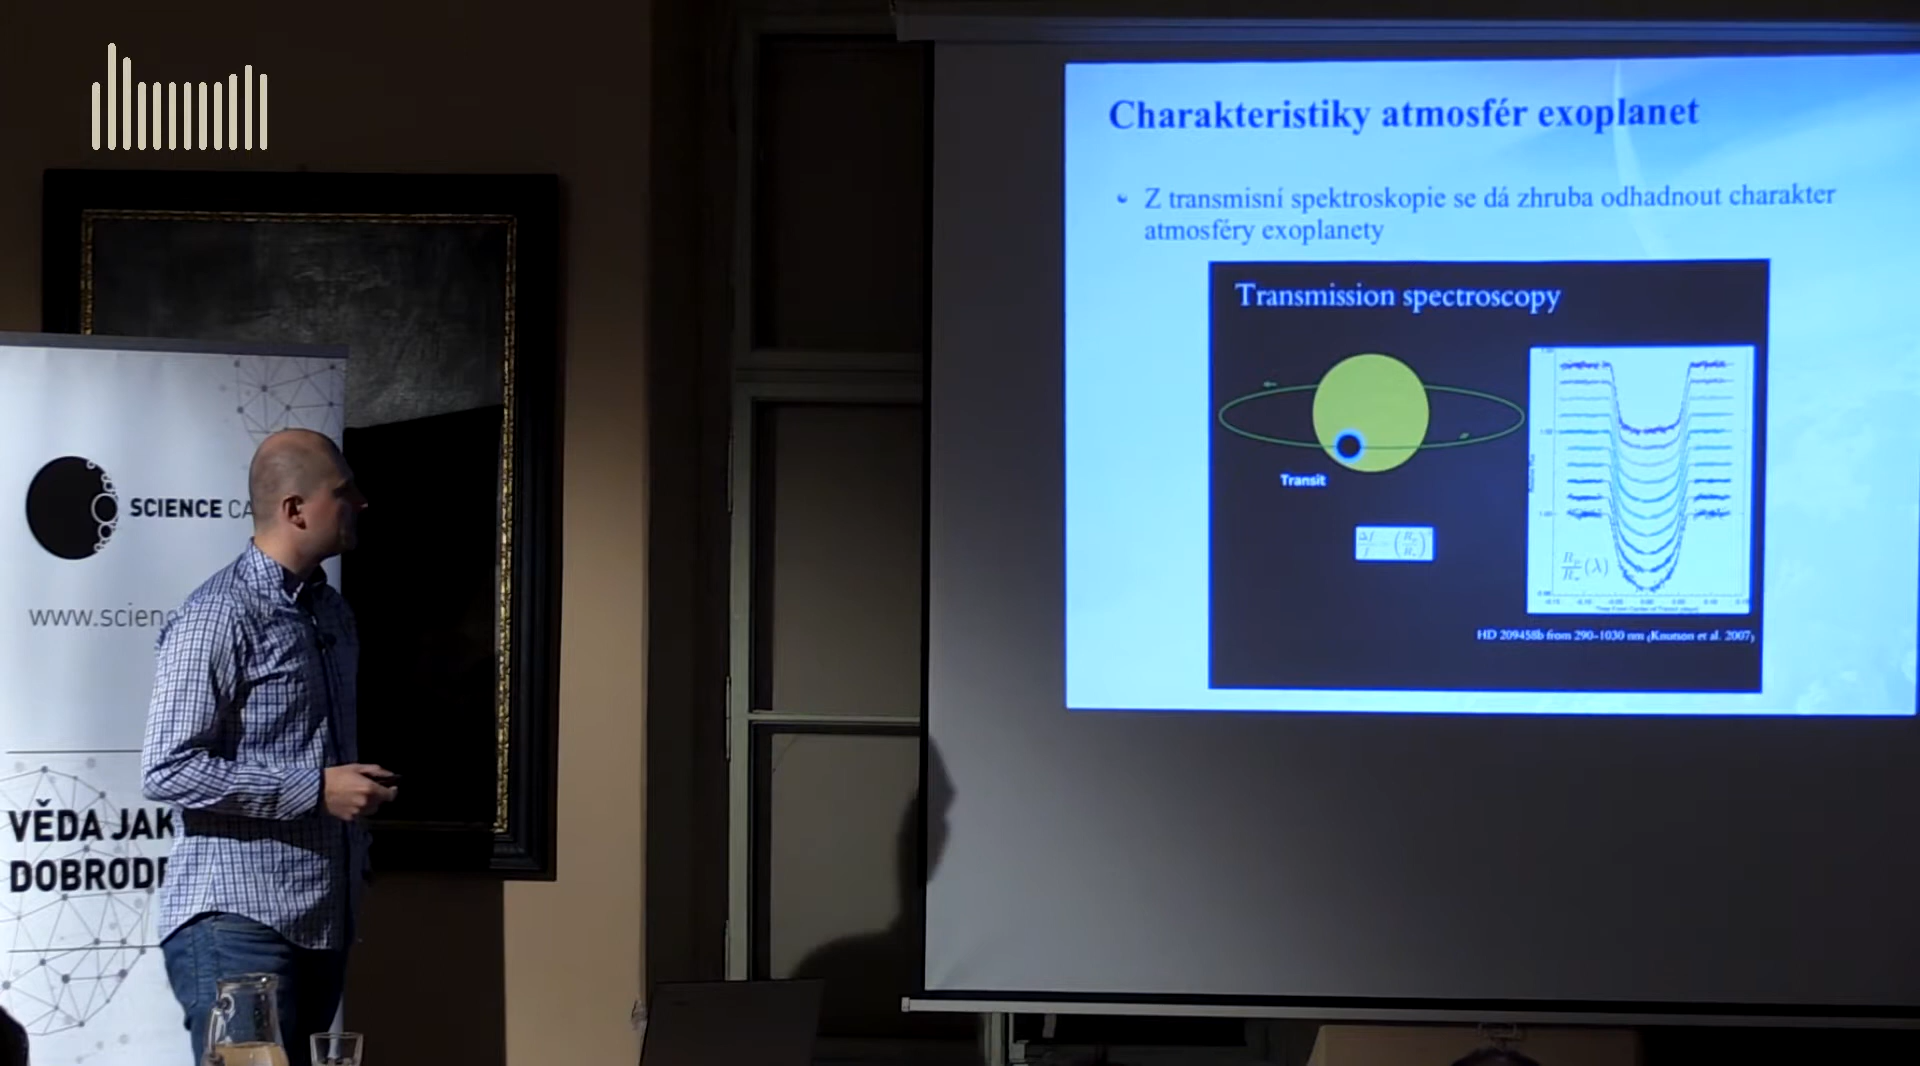 Charakteristiky atmosfér exoplanet
Z transmisní spektroskopie se dá zhruba odhadnout charakter
atmosféry exoplanety
Transmission spectroscopy
Transit
HD 209458b from 290-1030 nm (Knutson et al. 2007)
SCIENCE CA
www.scienc
VĚDA JAK
DOBROD